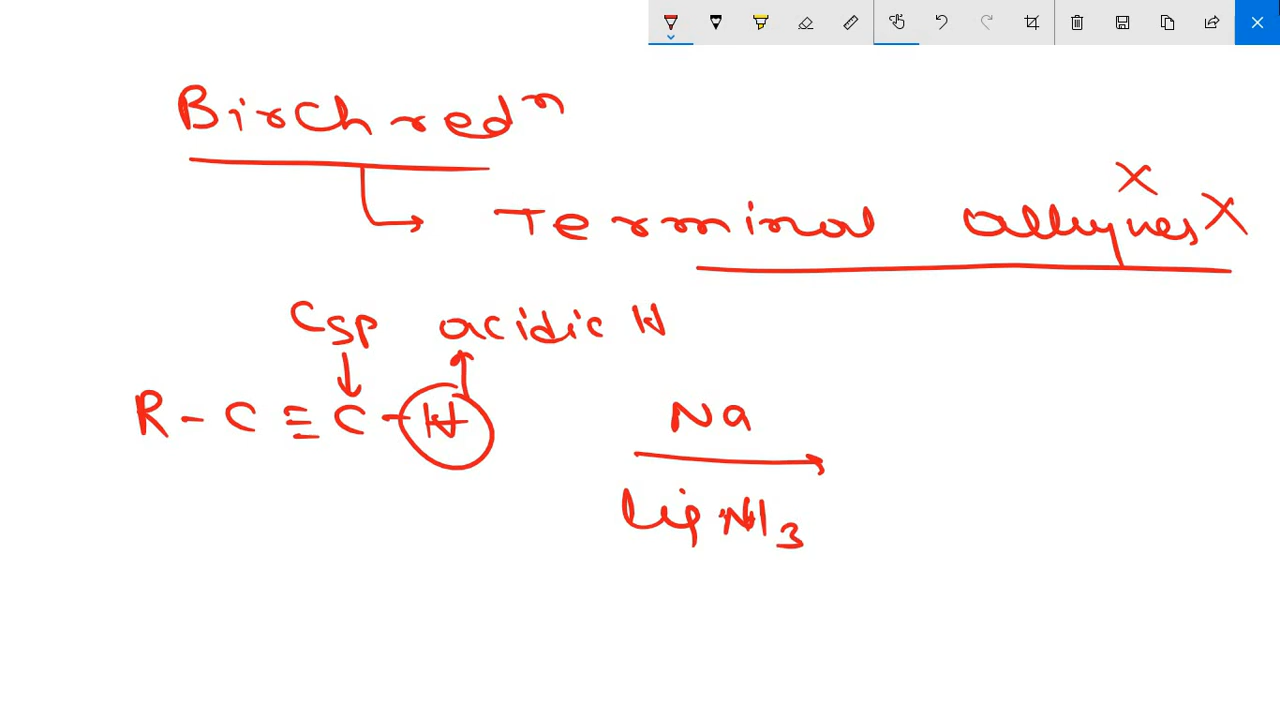 Birch redⁿ
Terminal alkynes X X
Csp acidic H
R - C ≡ C - H
Na
liq NH₃